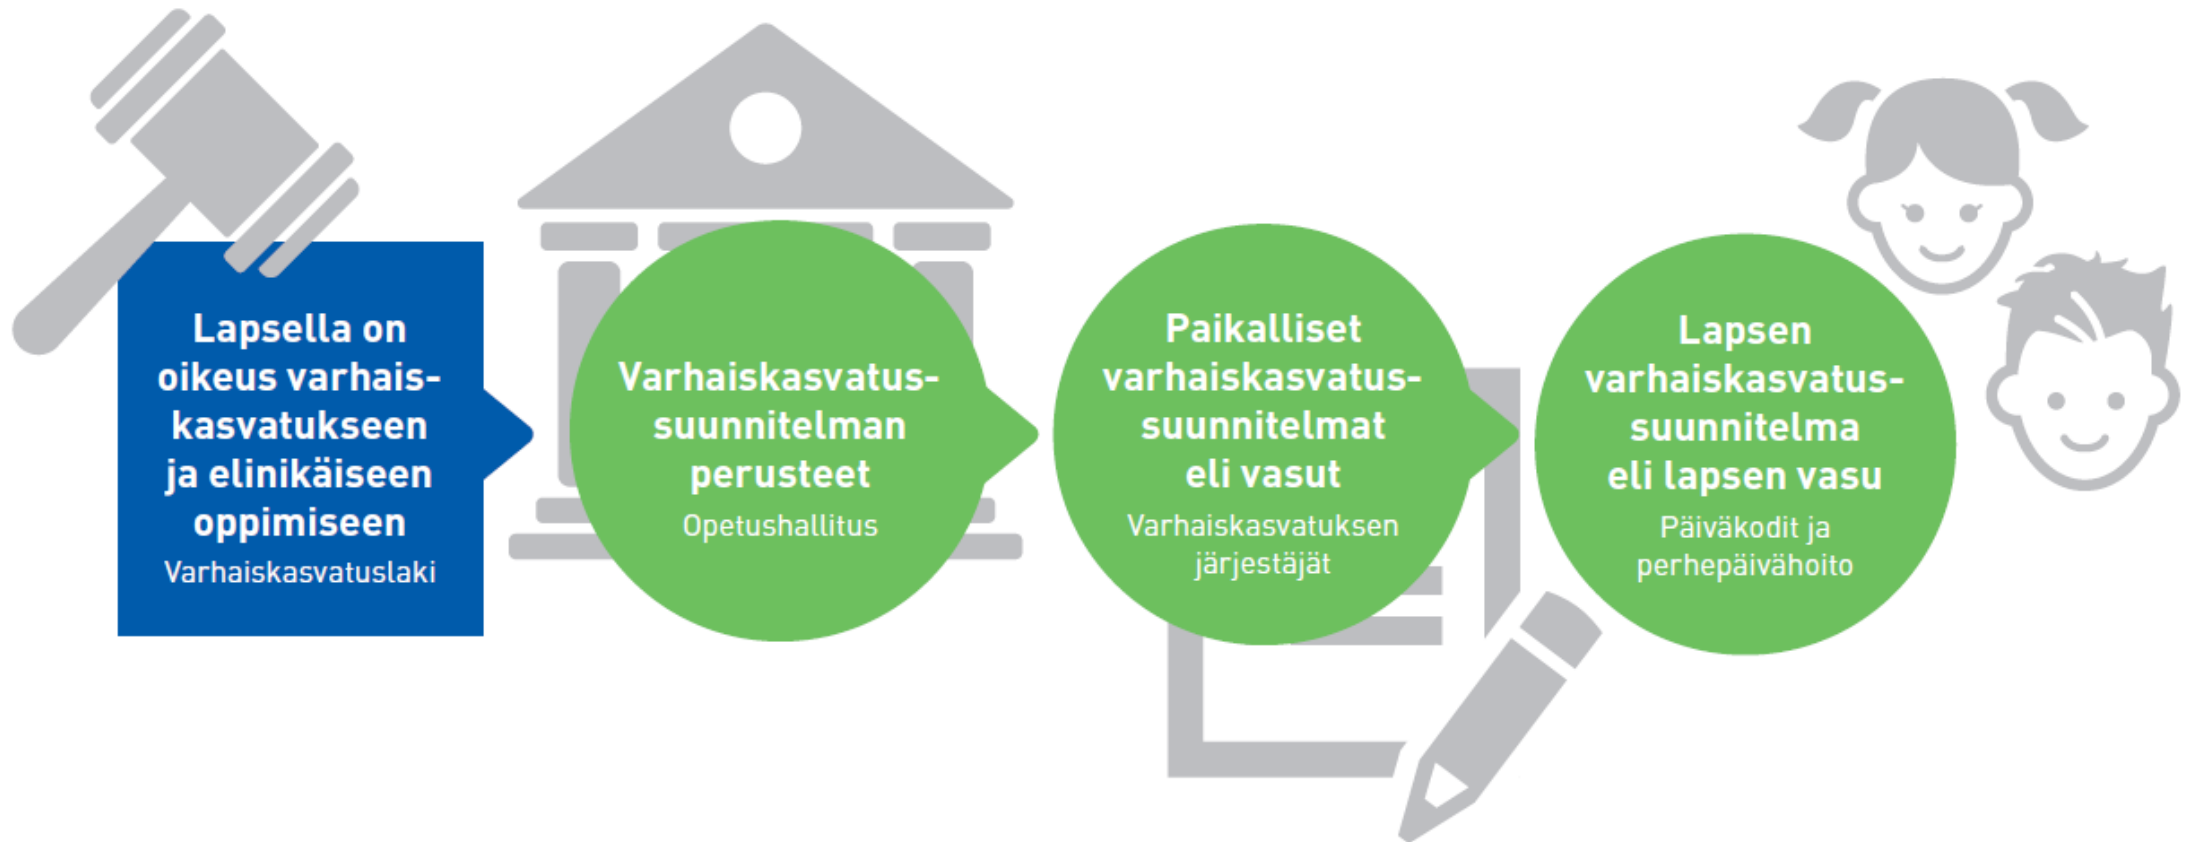 Lapsella on
oikeus varhais-
kasvatukseen
ja elinikäiseen
oppimiseen
Varhaiskasvatuslaki
Varhaiskasvatus-
suunnitelman
perusteet
Opetushallitus
Paikalliset
varhaiskasvatus-
suunnitelmat
eli vasut
Varhaiskasvatuksen
järjestäjät
Lapsen
varhaiskasvatus-
suunnitelma
eli lapsen vasu
Päiväkodit ja
perhepäivähoito